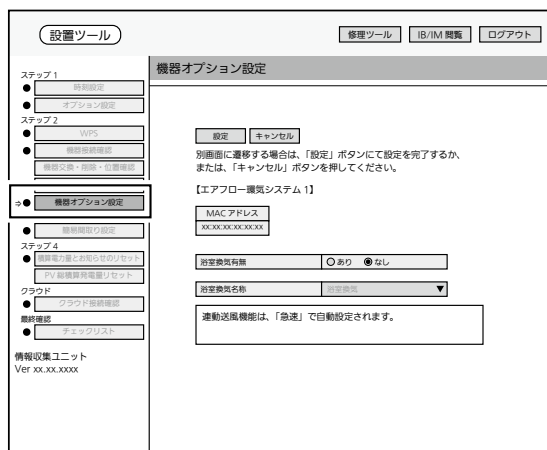 設置ツール
修理ツール
IB/IM 閲覧
ログアウト
ステップ 1
時刻設定
オプション設定
ステップ 2
WPS
機器接続確認
機器交換・削除・位置確認
⇒● 機器オプション設定
簡易間取り設定
ステップ 4
積算電力量とお知らせのリセット
PV 総積算発電量リセット
クラウド
クラウド接続確認
最終確認
チェックリスト
情報収集ユニット
Ver xx.xx.xxxx
機器オプション設定
設定
キャンセル
別画面に遷移する場合は、「設定」ボタンにて設定を完了するか、
または、「キャンセル」ボタンを押してください。
【エアフロー環気システム 1】
MAC アドレス
xx:xx:xx:xx:xx:xx
浴室換気有無 あり なし
浴室換気名称 浴室換気 ▼
連動送風機能は、「急速」で自動設定されます。